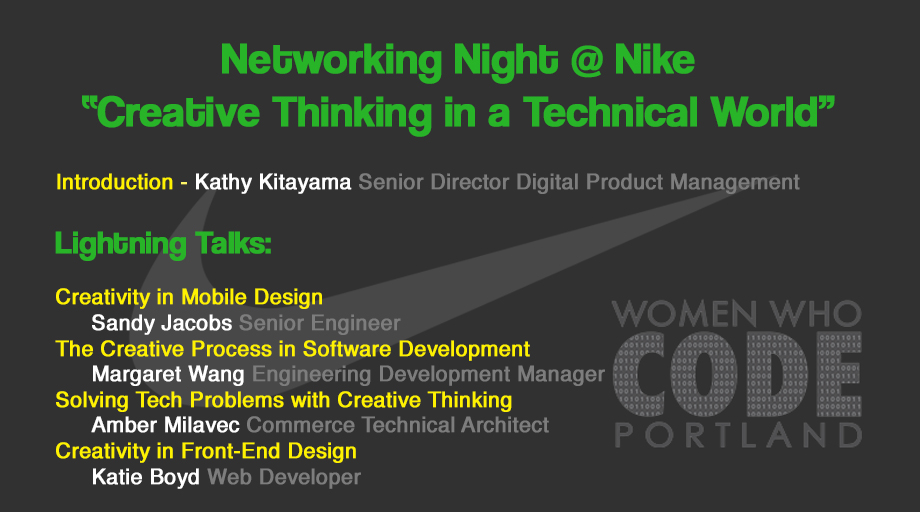 Networking Night @ Nike
“Creative Thinking in a Technical World”
Introduction - Kathy Kitayama Senior Director Digital Product Management
Lightning Talks:
Creativity in Mobile Design
Sandy Jacobs Senior Engineer
The Creative Process in Software Development
Margaret Wang Engineering Development Manager
Solving Tech Problems with Creative Thinking
Amber Milavec Commerce Technical Architect
Creativity in Front-End Design
Katie Boyd Web Developer
WOMEN WHO
CODE
PORTLAND